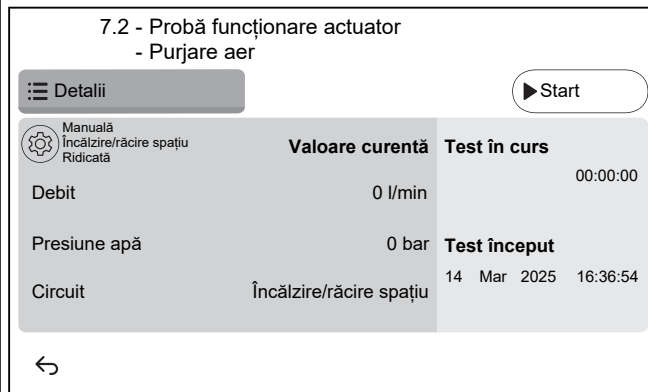 7.2 - Probă funcționare actuator
- Purjare aer
Detalii
Start
Manuală
Încălzire/răcire spațiu
Ridicată
Valoare curentă
Test în curs
00:00:00
Debit
0 l/min
Presiune apă
0 bar
Test început
14 Mar 2025 16:36:54
Circuit
Încălzire/răcire spațiu